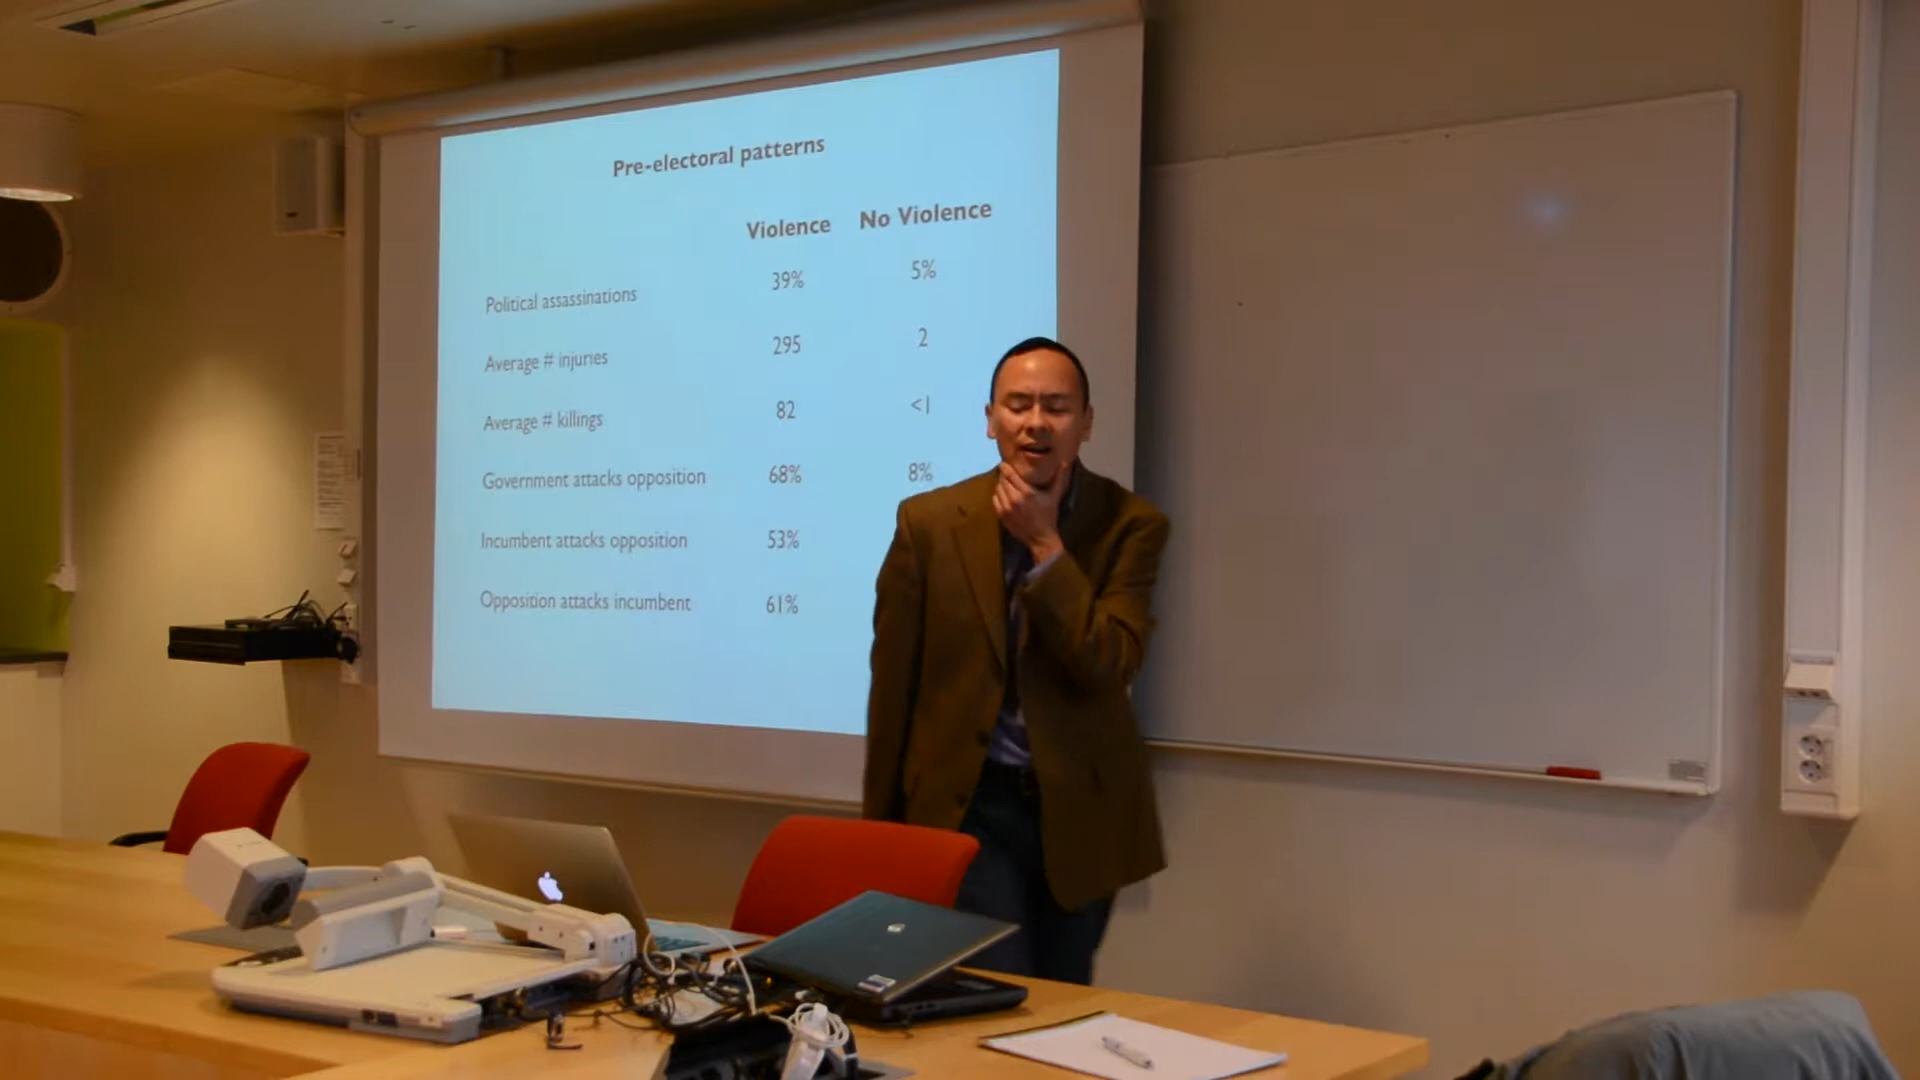 Pre-electoral patterns
Violence No Violence
Political assassinations 39% 5%
Average # injuries 295 2
Average # killings 82 <1
Government attacks opposition 68% 8%
Incumbent attacks opposition 53%
Opposition attacks incumbent 61%